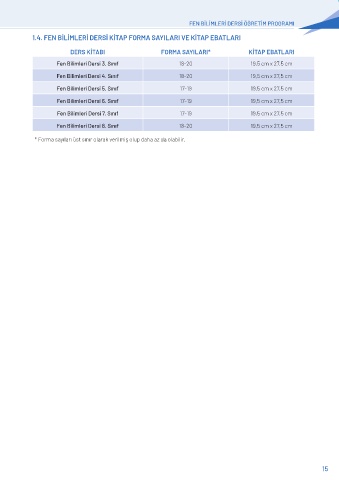 FEN BİLİMLERİ DERSİ ÖĞRETİM PROGRAMI
1.4. FEN BİLİMLERİ DERSİ KİTAP FORMA SAYILARI VE KİTAP EBATLARI
DERS KİTABI FORMA SAYILARI* KİTAP EBATLARI
Fen Bilimleri Dersi 3. Sınıf 18-20 19,5 cm x 27,5 cm
Fen Bilimleri Dersi 4. Sınıf 18-20 19,5 cm x 27,5 cm
Fen Bilimleri Dersi 5. Sınıf 17-19 19,5 cm x 27,5 cm
Fen Bilimleri Dersi 6. Sınıf 17-19 19,5 cm x 27,5 cm
Fen Bilimleri Dersi 7. Sınıf 17-19 19,5 cm x 27,5 cm
Fen Bilimleri Dersi 8. Sınıf 18-20 19,5 cm x 27,5 cm
* Forma sayıları üst sınır olarak verilmiş olup daha az da olabilir.
15